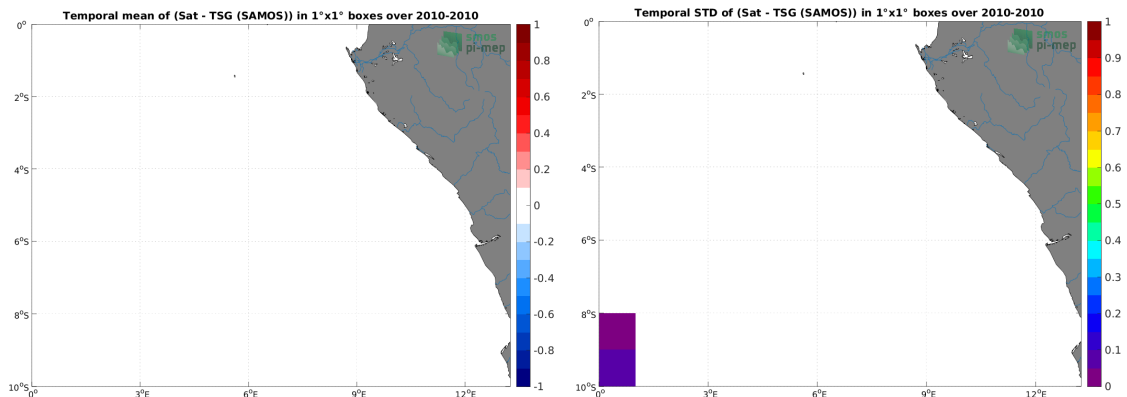 Temporal mean of (Sat - TSG (SAMOS)) in 1°x1° boxes over 2010-2010
0°
2°S
4°S
6°S
8°S
10°S
0°
3°E
6°E
9°E
12°E
smos
pi-mep
1
0.8
0.6
0.4
0.2
0
-0.2
-0.4
-0.6
-0.8
-1
Temporal STD of (Sat - TSG (SAMOS)) in 1°x1° boxes over 2010-2010
0°
2°S
4°S
6°S
8°S
10°S
0°
3°E
6°E
9°E
12°E
smos
pi-mep
1
0.9
0.8
0.7
0.6
0.5
0.4
0.3
0.2
0.1
0